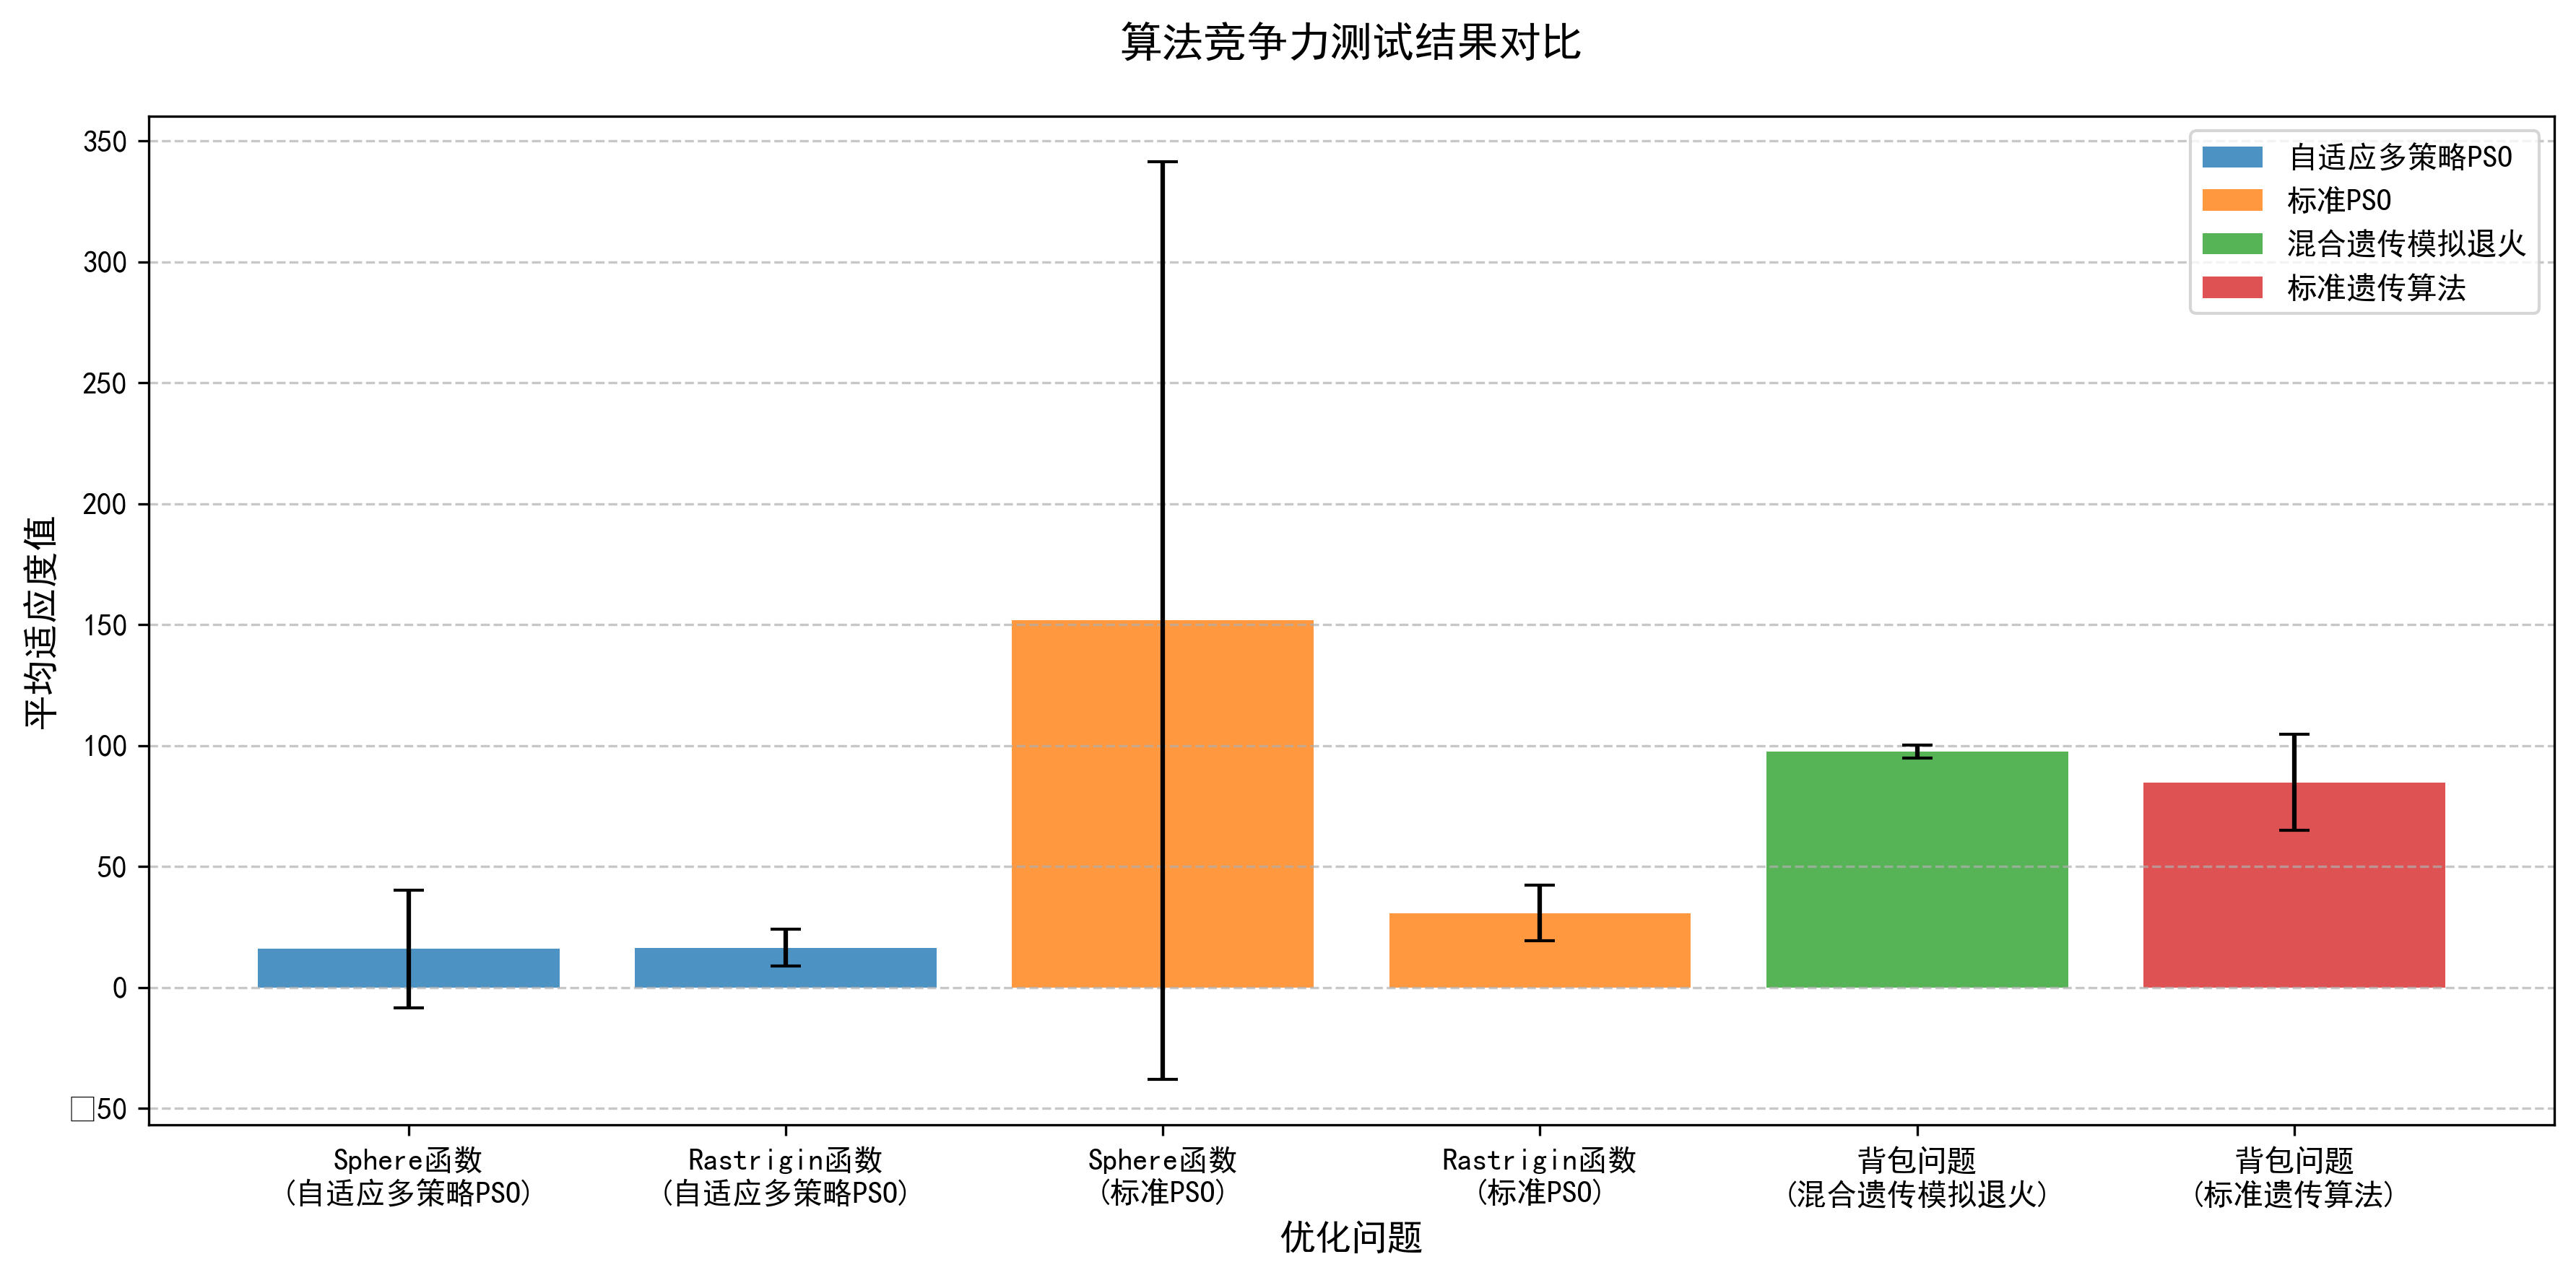 算法竞争力测试结果对比
350
300
250
200
150
100
50
0
□50
平均适应度值
自适应多策略PSO
标准PSO
混合遗传模拟退火
标准遗传算法
Sphere函数
(自适应多策略PSO)
Rastrigin函数
(自适应多策略PSO)
Sphere函数
(标准PSO)
Rastrigin函数
(标准PSO)
背包问题
(混合遗传模拟退火)
背包问题
(标准遗传算法)
优化问题